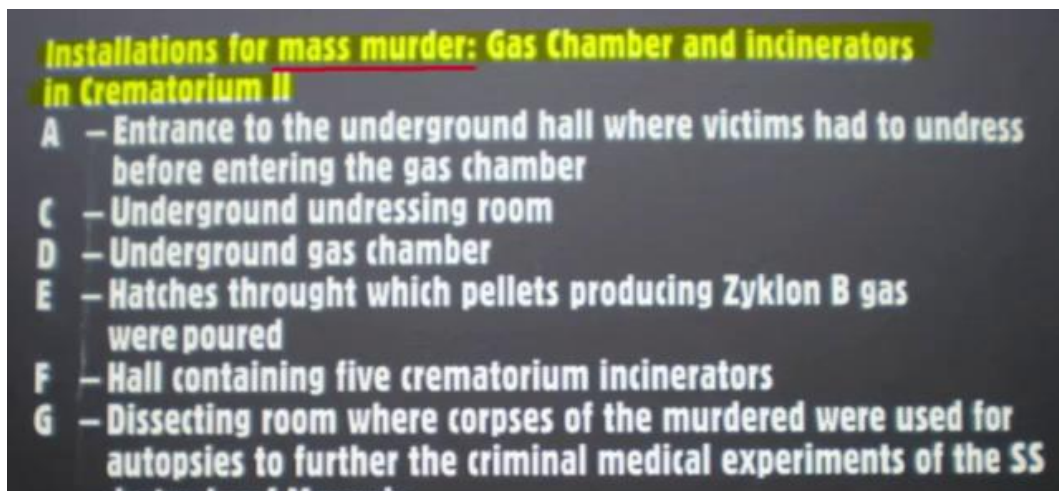 Installations for mass murder: Gas Chamber and incinerators
in Crematorium II
A – Entrance to the underground hall where victims had to undress
before entering the gas chamber
C – Underground undressing room
D – Underground gas chamber
E – Hatches throught which pellets producing Zyklon B gas
were poured
F – Hall containing five crematorium incinerators
G – Dissecting room where corpses of the murdered were used for
autopsies to further the criminal medical experiments of the SS